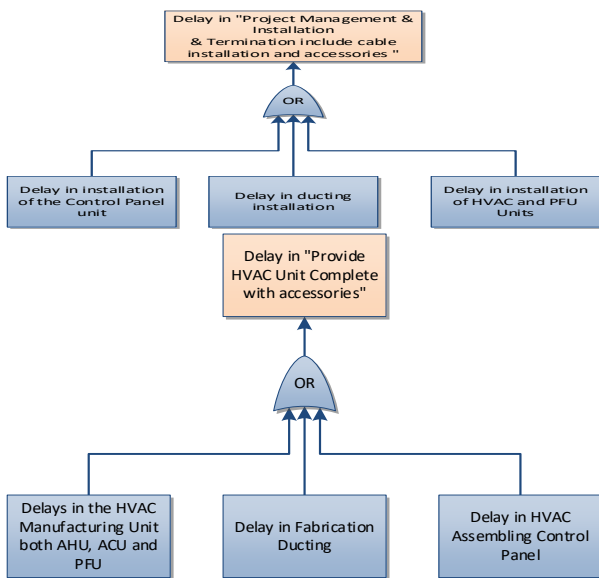 Delay in "Project Management &
Installation
& Termination include cable
installation and accessories "
OR
Delay in installation
of the Control Panel
unit
Delay in ducting
installation
Delay in installation
of HVAC and PFU
Units
Delay in "Provide
HVAC Unit Complete
with accessories"
OR
Delays in the HVAC
Manufacturing Unit
both AHU, ACU and
PFU
Delay in Fabrication
Ducting
Delay in HVAC
Assembling Control
Panel